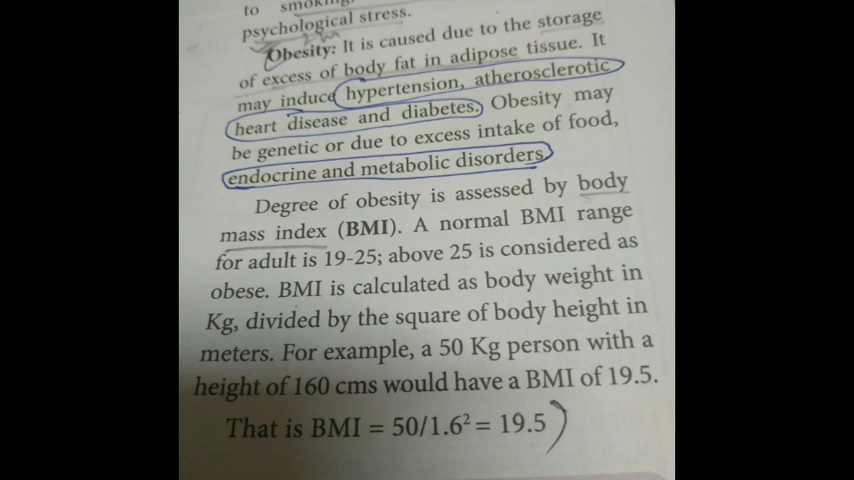 to smoking,
psychological stress.
Obesity: It is caused due to the storage
of excess of body fat in adipose tissue. It
may induce hypertension, atherosclerotic
heart disease and diabetes. Obesity may
be genetic or due to excess intake of food,
endocrine and metabolic disorders.
Degree of obesity is assessed by body
mass index (BMI). A normal BMI range
for adult is 19-25; above 25 is considered as
obese. BMI is calculated as body weight in
Kg, divided by the square of body height in
meters. For example, a 50 Kg person with a
height of 160 cms would have a BMI of 19.5.
That is BMI = 50/1.6² = 19.5